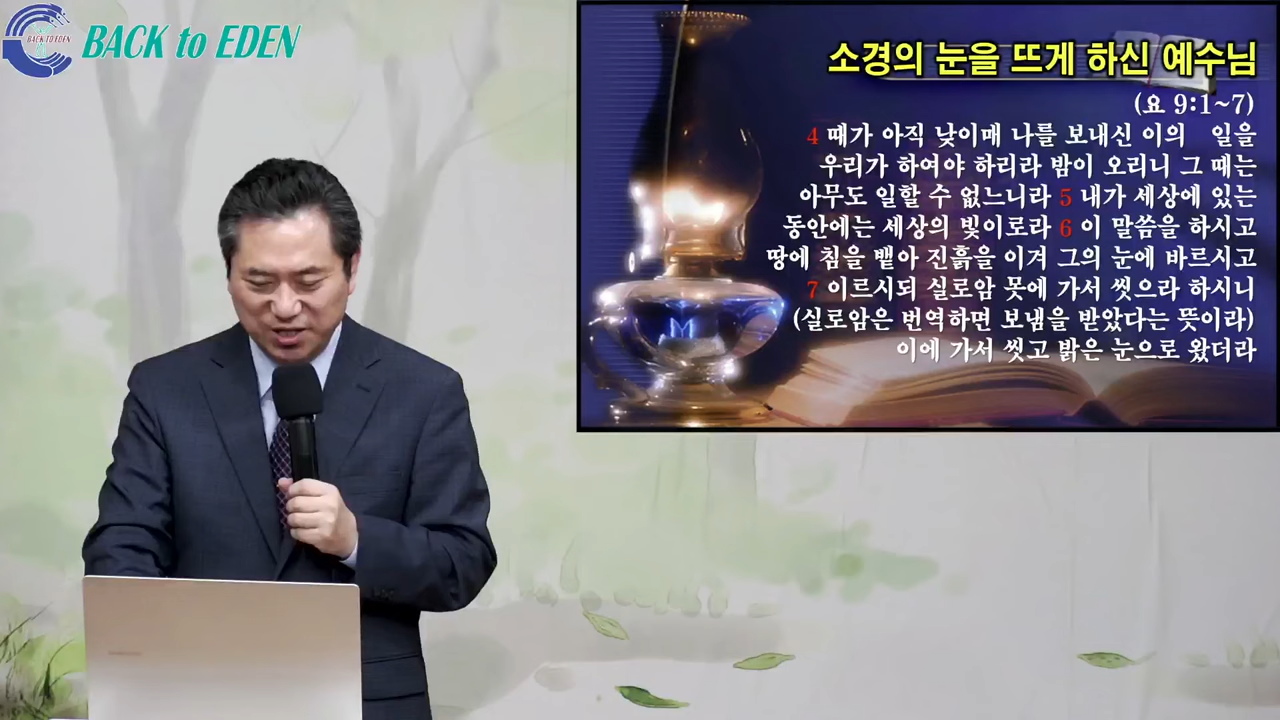 BACK TO EDEN
BACK to EDEN
소경의 눈을 뜨게 하신 예수님
(요 9:1~7)
4 때가 아직 낮이매 나를 보내신 이의 일을
우리가 하여야 하리라 밤이 오리니 그 때는
아무도 일할 수 없느니라 5 내가 세상에 있는
동안에는 세상의 빛이로라 6 이 말씀을 하시고
땅에 침을 뱉아 진흙을 이겨 그의 눈에 바르시고
7 이르시되 실로암 못에 가서 씻으라 하시니
(실로암은 번역하면 보냄을 받았다는 뜻이라)
이에 가서 씻고 밝은 눈으로 왔더라